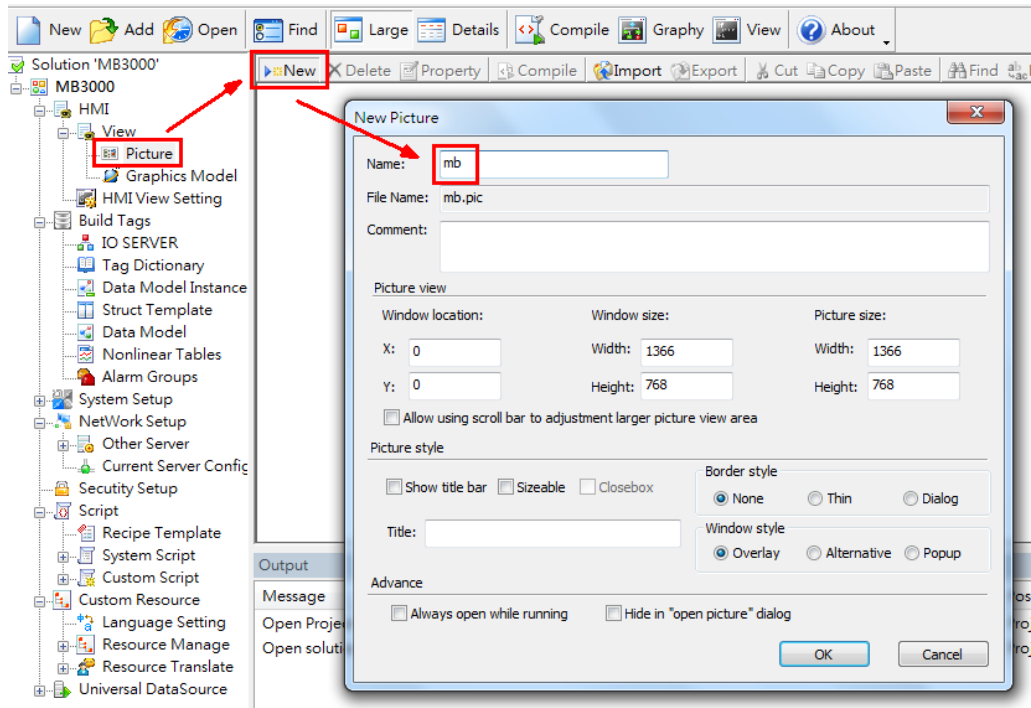 New Add Open Find Large Details Compile Graphy View About
Solution 'MB3000'
MB3000
HMI
View
Picture
Graphics Model
HMI View Setting
Build Tags
IO SERVER
Tag Dictionary
Data Model Instance
Struct Template
Data Model
Nonlinear Tables
Alarm Groups
System Setup
NetWork Setup
Other Server
Current Server Config
Secutity Setup
Script
Recipe Template
System Script
Custom Script
Custom Resource
Language Setting
Resource Manage
Resource Translate
Universal DataSource
New Delete Property Compile Import Export Cut Copy Paste Find
New Picture
Name: mb
File Name: mb.pic
Comment:
Picture view
Window location: Window size: Picture size:
X: 0 Width: 1366 Width: 1366
Y: 0 Height: 768 Height: 768
Allow using scroll bar to adjustment larger picture view area
Picture style
Show title bar Sizeable Closebox
Border style
None Thin Dialog
Title:
Window style
Overlay Alternative Popup
Advance
Always open while running Hide in "open picture" dialog
OK Cancel
Output
Message
Open Proje
Open soluti